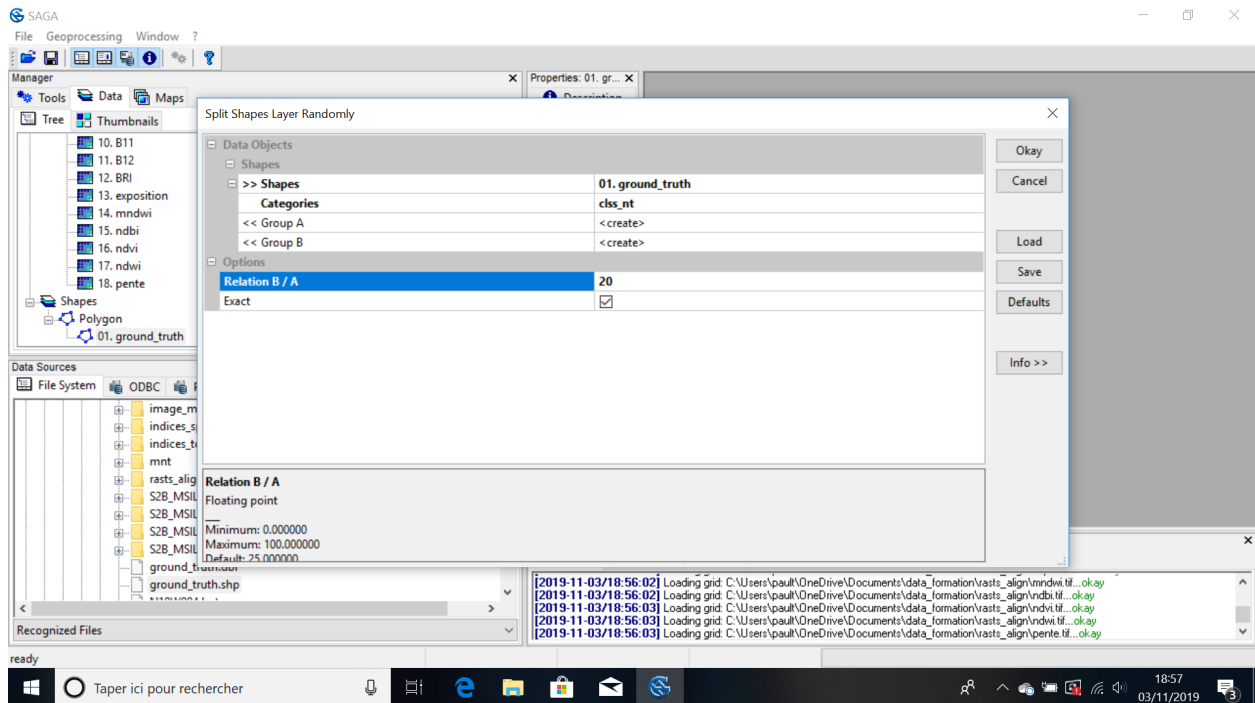 SAGA
File Geoprocessing Window ?
Manager
Properties: 01. gr...
Tools Data Maps
Description
Tree Thumbnails
10. B11
11. B12
12. BRI
13. exposition
14. mndwi
15. ndbi
16. ndvi
17. ndwi
18. pente
Shapes
Polygon
01. ground_truth
Data Sources
File System ODBC
image_m
indices_s
indices_t
mnt
rasts_alig
S2B_MSIL
S2B_MSIL
S2B_MSIL
S2B_MSIL
ground_truth.dbf
ground_truth.shp
Recognized Files
ready
Split Shapes Layer Randomly
Data Objects
Shapes
>> Shapes 01. ground_truth
Categories clss_nt
<< Group A <create>
<< Group B <create>
Options
Relation B / A 20
Exact
Okay
Cancel
Load
Save
Defaults
Info >>
Relation B / A
Floating point
Minimum: 0.000000
Maximum: 100.000000
Default: 25.000000
[2019-11-03/18:56:02] Loading grid: C:\Users\pault\OneDrive\Documents\data_formation\rasts_align\mndwi.tif...okay
[2019-11-03/18:56:02] Loading grid: C:\Users\pault\OneDrive\Documents\data_formation\rasts_align\ndbi.tif...okay
[2019-11-03/18:56:03] Loading grid: C:\Users\pault\OneDrive\Documents\data_formation\rasts_align\ndvi.tif...okay
[2019-11-03/18:56:03] Loading grid: C:\Users\pault\OneDrive\Documents\data_formation\rasts_align\ndwi.tif...okay
[2019-11-03/18:56:03] Loading grid: C:\Users\pault\OneDrive\Documents\data_formation\rasts_align\pente.tif...okay
Taper ici pour rechercher
18:57
03/11/2019
3